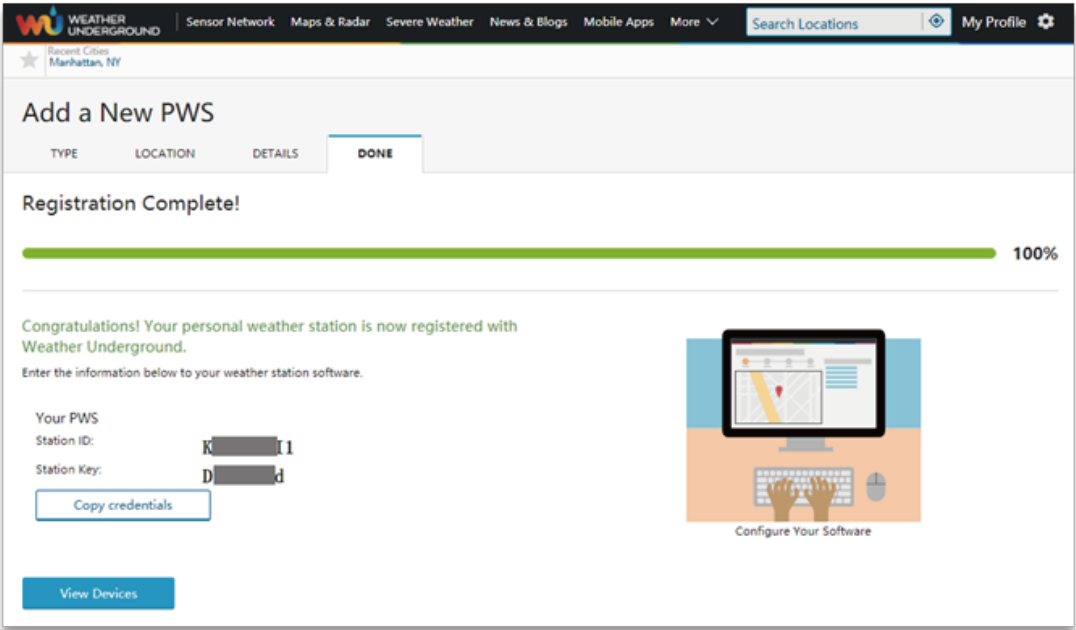 WEATHER
UNDERGROUND
Sensor Network Maps & Radar Severe Weather News & Blogs Mobile Apps More Search Locations My Profile
Recent Cities
Manhattan, NY
Add a New PWS
TYPE LOCATION DETAILS DONE
Registration Complete!
100%
Congratulations! Your personal weather station is now registered with
Weather Underground.
Enter the information below to your weather station software.
Your PWS
Station ID: K I1
Station Key: D d
Copy credentials
Configure Your Software
View Devices